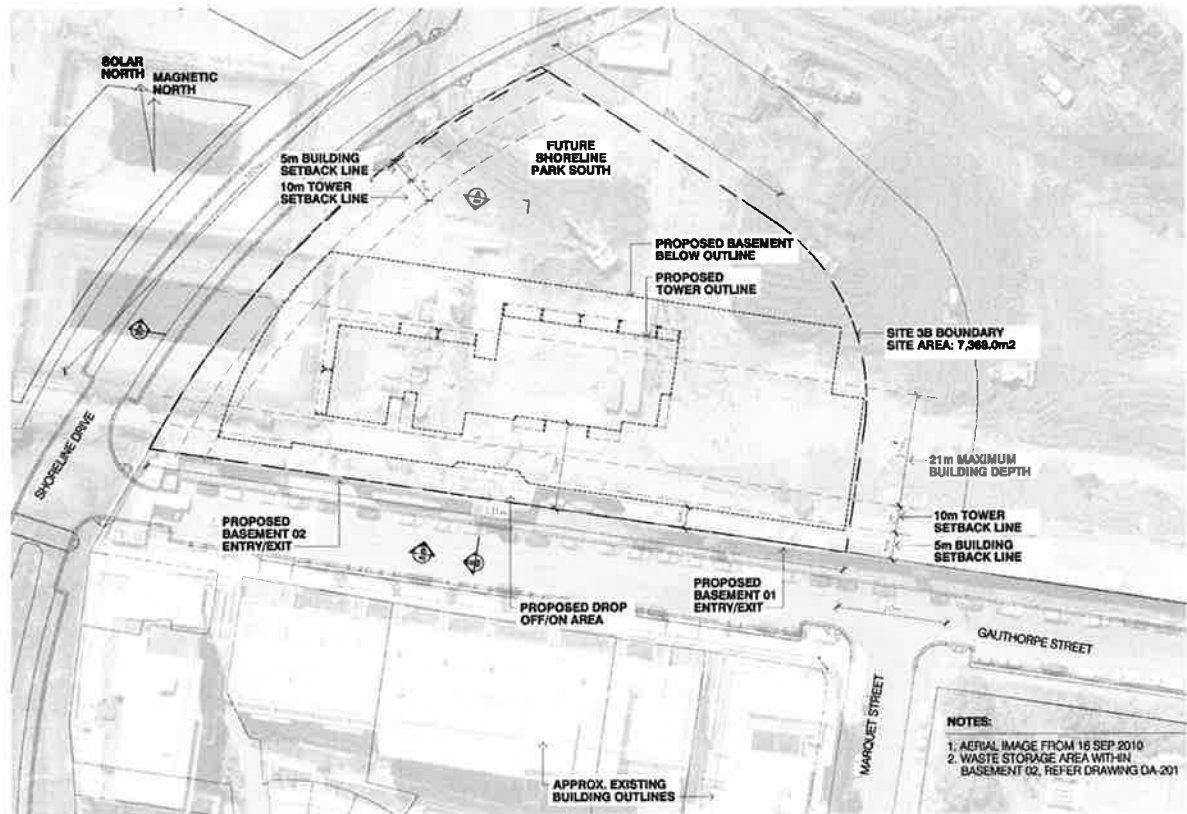 SOLAR
NORTH
MAGNETIC
NORTH
5m BUILDING
SETBACK LINE
10m TOWER
SETBACK LINE
FUTURE
SHORELINE
PARK SOUTH
PROPOSED BASEMENT
BELOW OUTLINE
PROPOSED
TOWER OUTLINE
SITE 3B BOUNDARY
SITE AREA: 7,368.0m2
SHORELINE DRIVE
21m MAXIMUM
BUILDING DEPTH
10m TOWER
SETBACK LINE
5m BUILDING
SETBACK LINE
PROPOSED
BASEMENT 02
ENTRY/EXIT
PROPOSED DROP
OFF/ON AREA
PROPOSED
BASEMENT 01
ENTRY/EXIT
GAUTHORPE STREET
MARQUET STREET
APPROX. EXISTING
BUILDING OUTLINES
NOTES:
1. AERIAL IMAGE FROM 16 SEP 2010
2. WASTE STORAGE AREA WITHIN
BASEMENT 02, REFER DRAWING DA-201